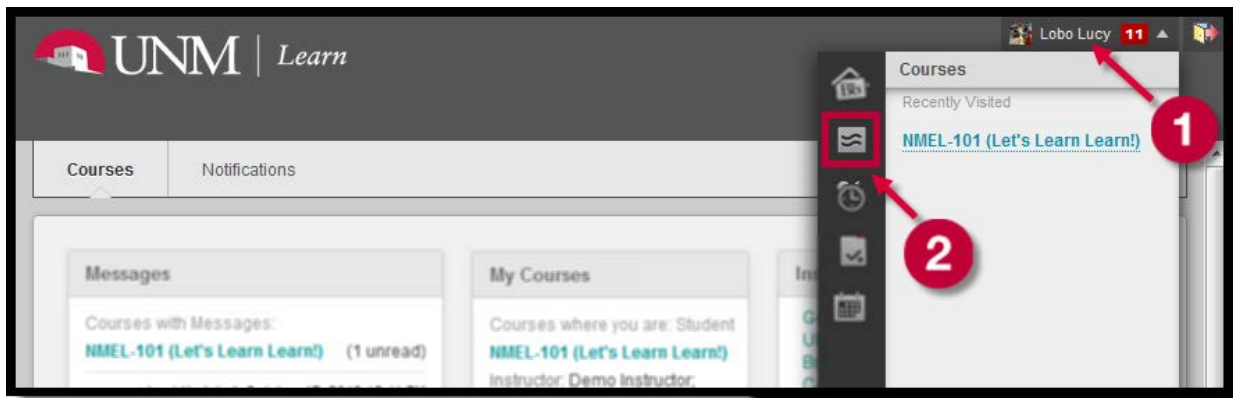 UNM | Learn
Lobo Lucy 11
Courses
Recently Visited
NMEL-101 (Let's Learn Learn!)
1
2
Courses
Notifications
Messages
Courses with Messages:
NMEL-101 (Let's Learn Learn!) (1 unread)
My Courses
Courses where you are: Student
NMEL-101 (Let's Learn Learn!)
Instructor: Demo Instructor;